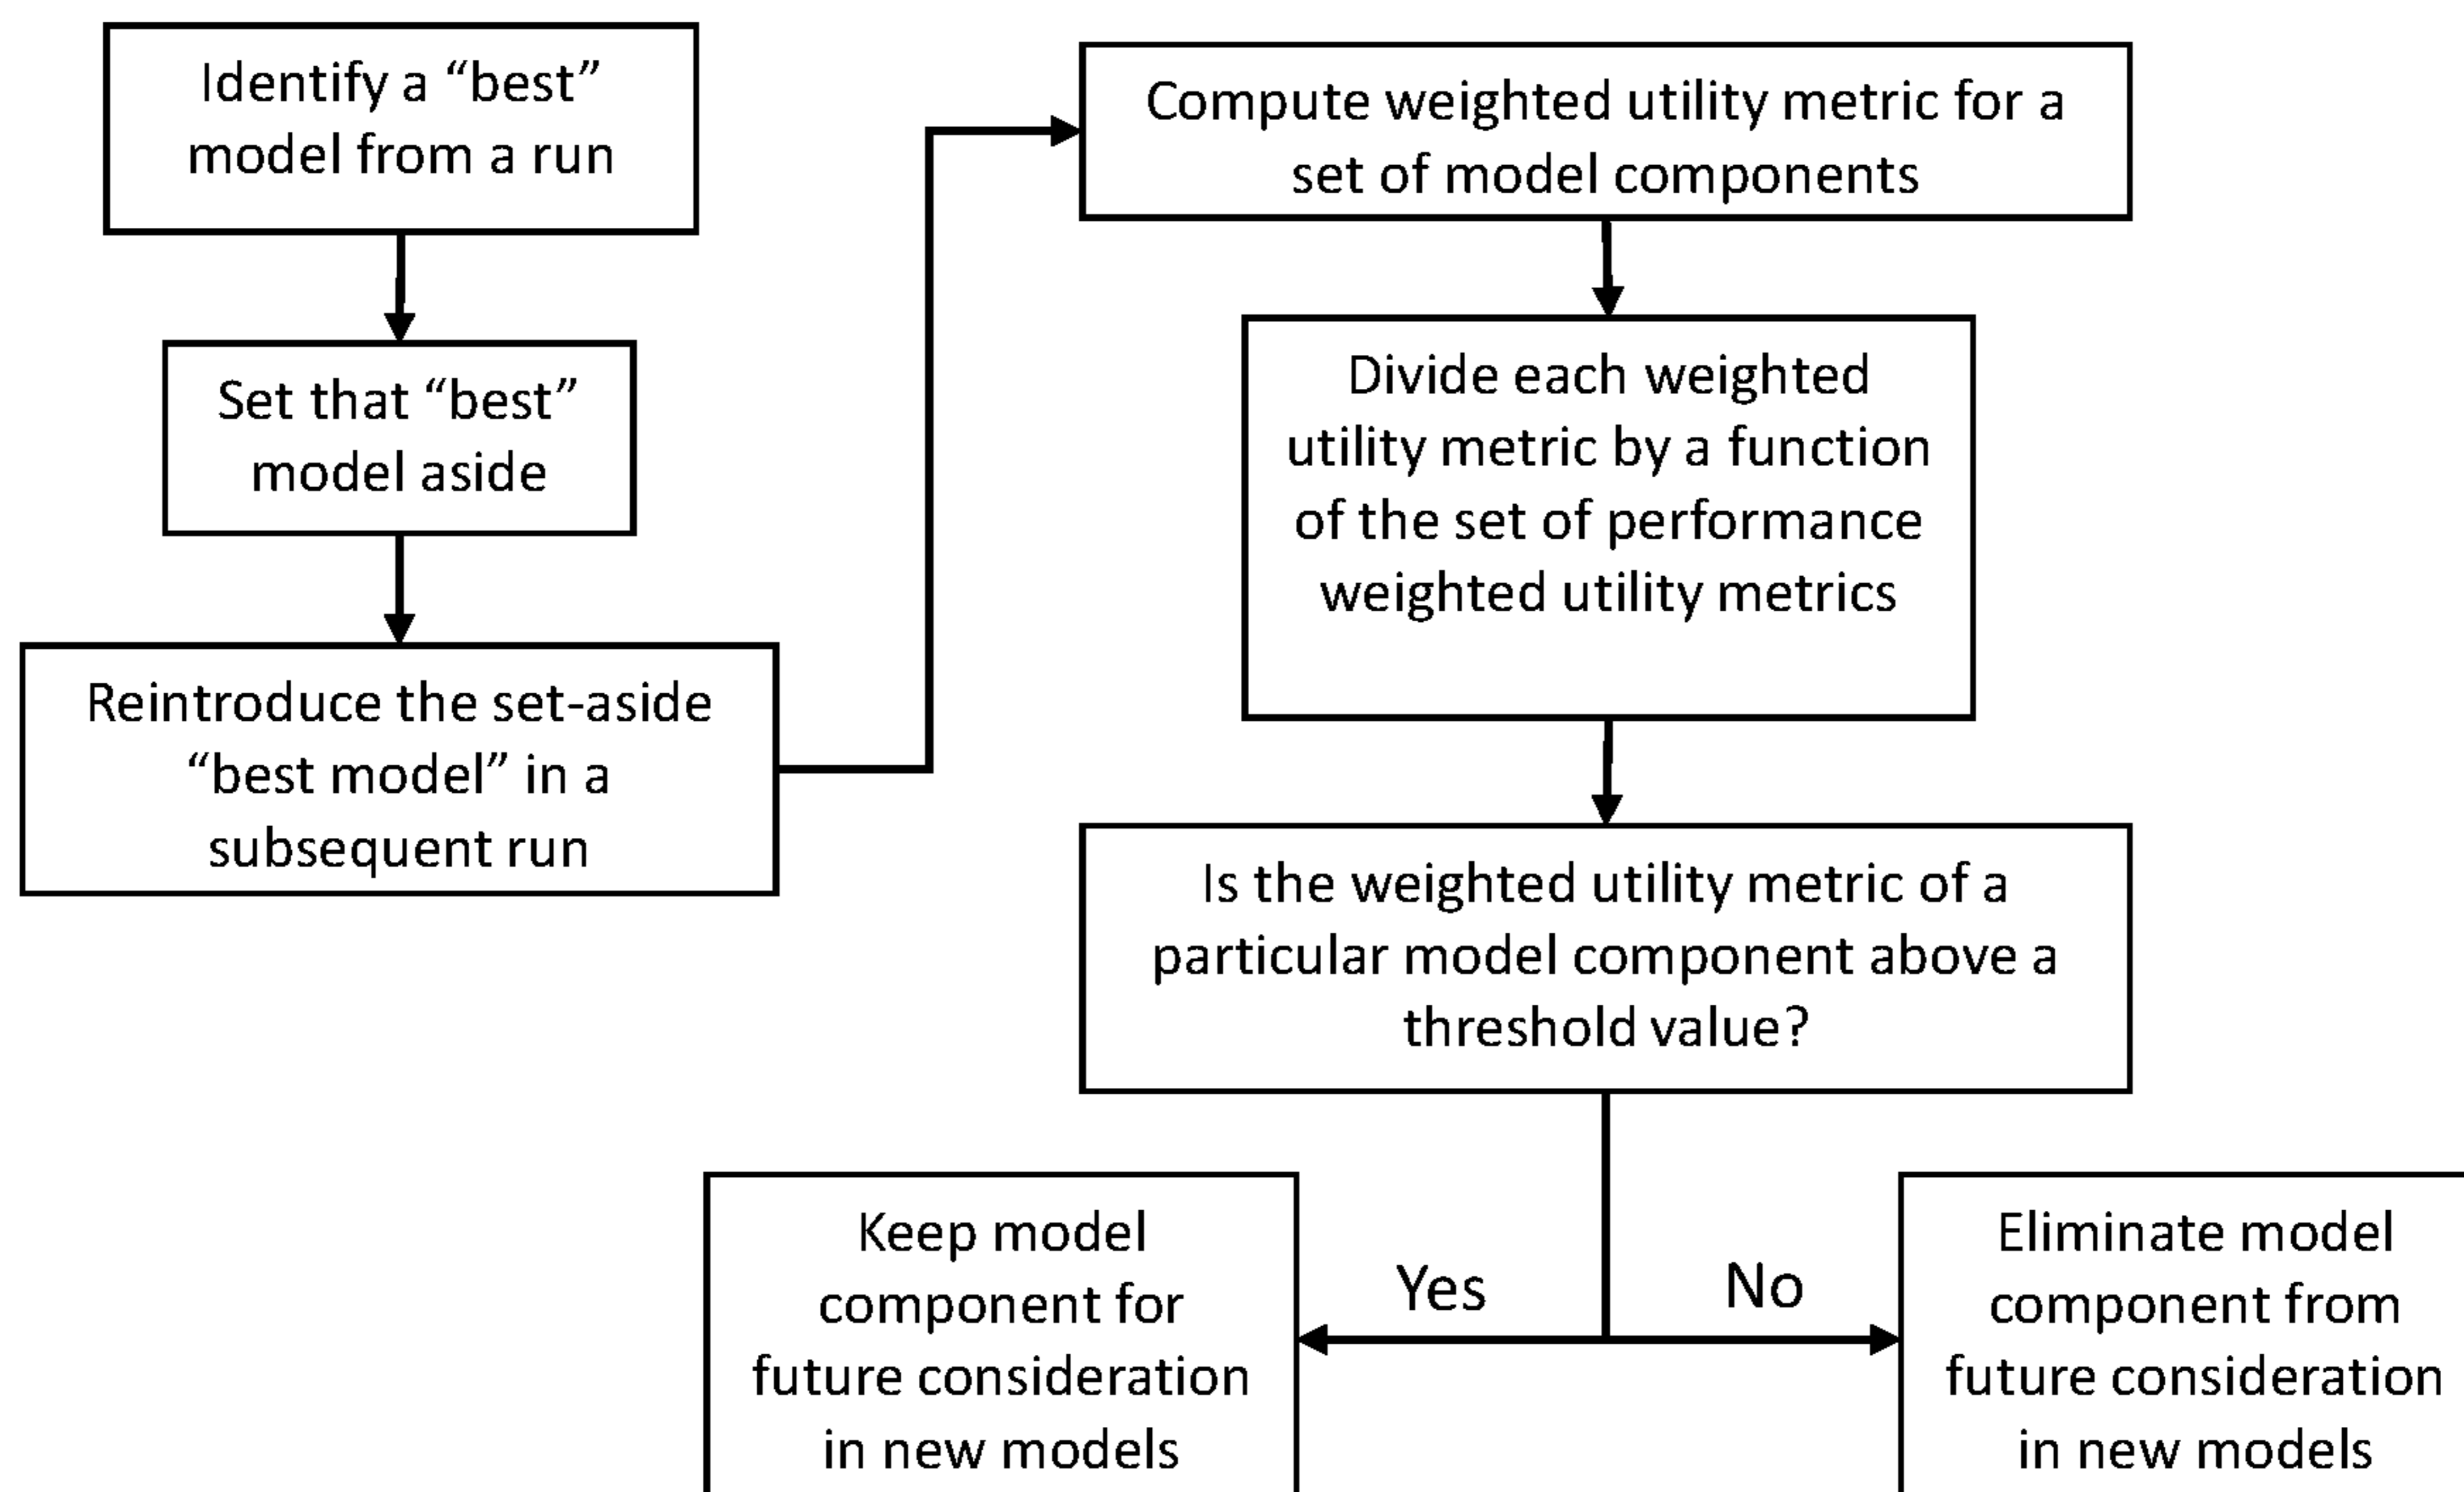 Identify a “best”
model from a run
Set that “best”
model aside
Reintroduce the set-aside
“best model” in a
subsequent run
Compute weighted utility metric for a
set of model components
Divide each weighted
utility metric by a function
of the set of performance
weighted utility metrics
Is the weighted utility metric of a
particular model component above a
threshold value?
Yes
No
Keep model
component for
future consideration
in new models
Eliminate model
component from
future consideration
in new models